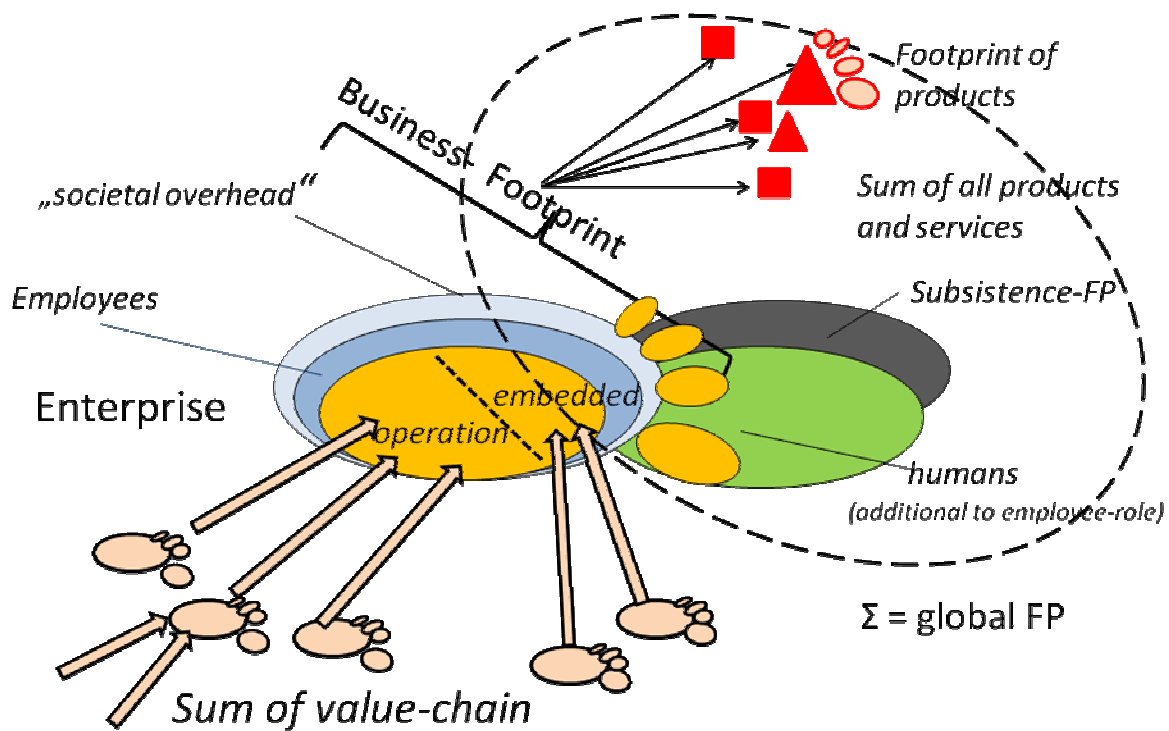 Footprint of
products
Business- Footprint
„societal overhead“
Sum of all products
and services
Employees
Subsistence-FP
Enterprise
embedded
operation
humans
(additional to employee-role)
Σ = global FP
Sum of value-chain